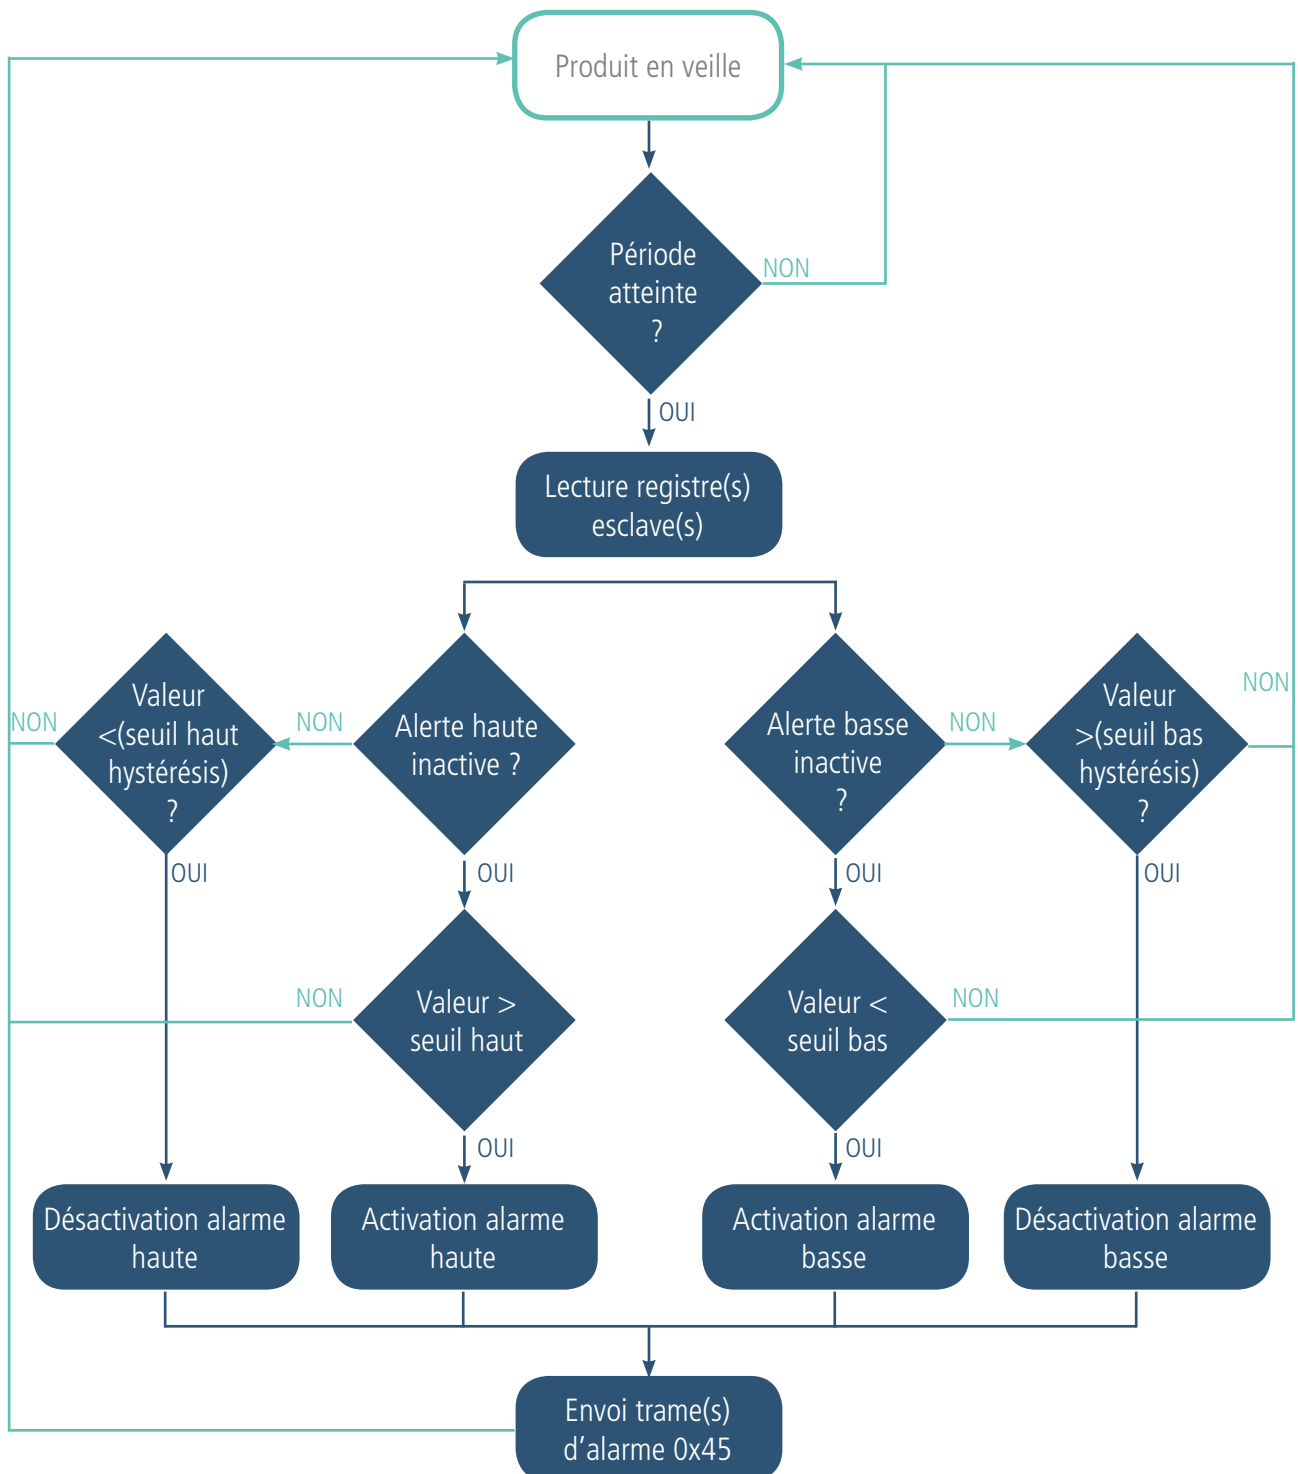 Produit en veille
Période
atteinte
?
NON
OUI
Lecture registre(s)
esclave(s)
Valeur
<(seuil haut
hystérésis)
?
NON
NON
Alerte haute
inactive ?
Alerte basse
inactive
?
NON
Valeur
>(seuil bas
hystérésis)
?
NON
OUI
OUI
OUI
OUI
NON
Valeur >
seuil haut
Valeur <
seuil bas
NON
OUI
OUI
Désactivation alarme
haute
Activation alarme
haute
Activation alarme
basse
Désactivation alarme
basse
Envoi trame(s)
d’alarme 0x45